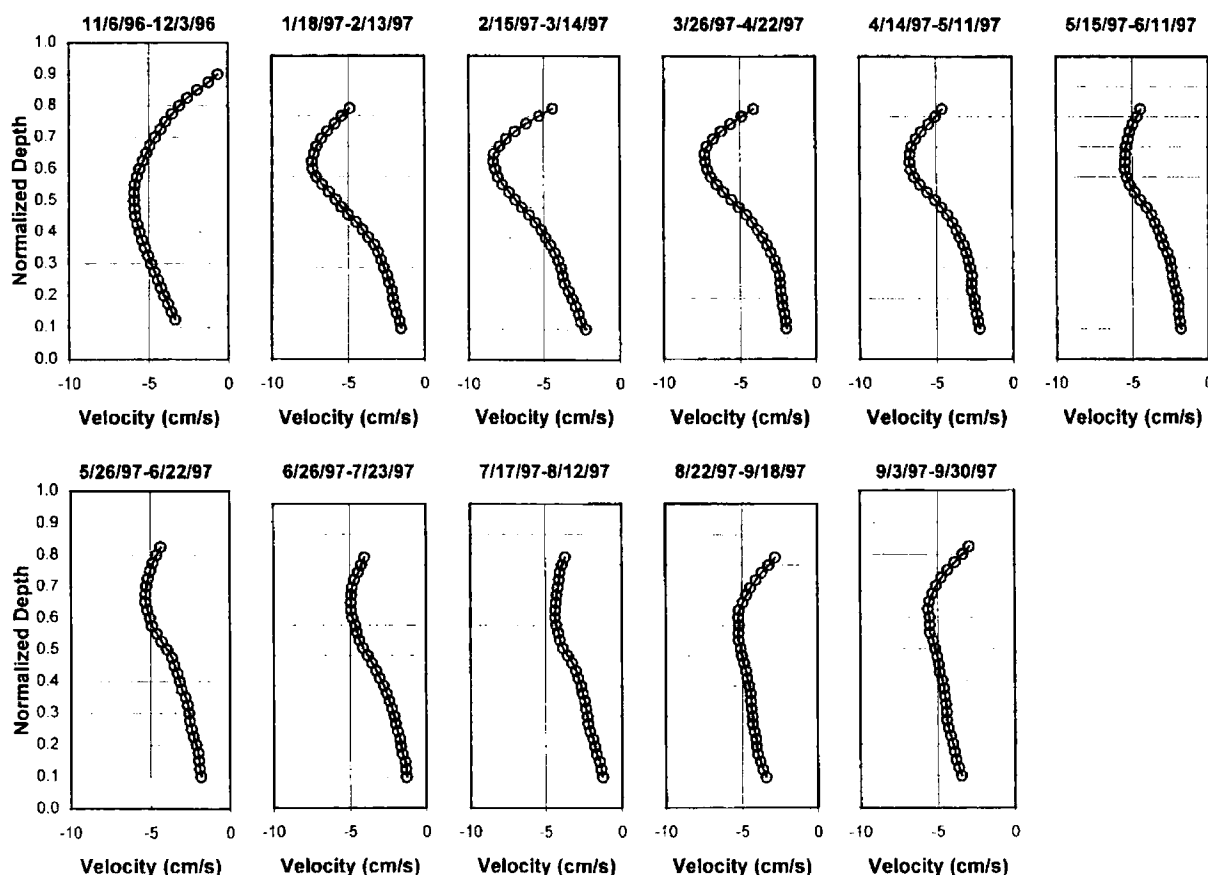 11/6/96-12/3/96
1/18/97-2/13/97
2/15/97-3/14/97
3/26/97-4/22/97
4/14/97-5/11/97
5/15/97-6/11/97
Normalized Depth
1.0
0.9
0.8
0.7
0.6
0.5
0.4
0.3
0.2
0.1
0.0
-10 -5 0
-10 -5 0
-10 -5 0
-10 -5 0
-10 -5 0
-10 -5 0
Velocity (cm/s)
Velocity (cm/s)
Velocity (cm/s)
Velocity (cm/s)
Velocity (cm/s)
Velocity (cm/s)
5/26/97-6/22/97
6/26/97-7/23/97
7/17/97-8/12/97
8/22/97-9/18/97
9/3/97-9/30/97
Normalized Depth
1.0
0.9
0.8
0.7
0.6
0.5
0.4
0.3
0.2
0.1
0.0
-10 -5 0
-10 -5 0
-10 -5 0
-10 -5 0
-10 -5 0
Velocity (cm/s)
Velocity (cm/s)
Velocity (cm/s)
Velocity (cm/s)
Velocity (cm/s)